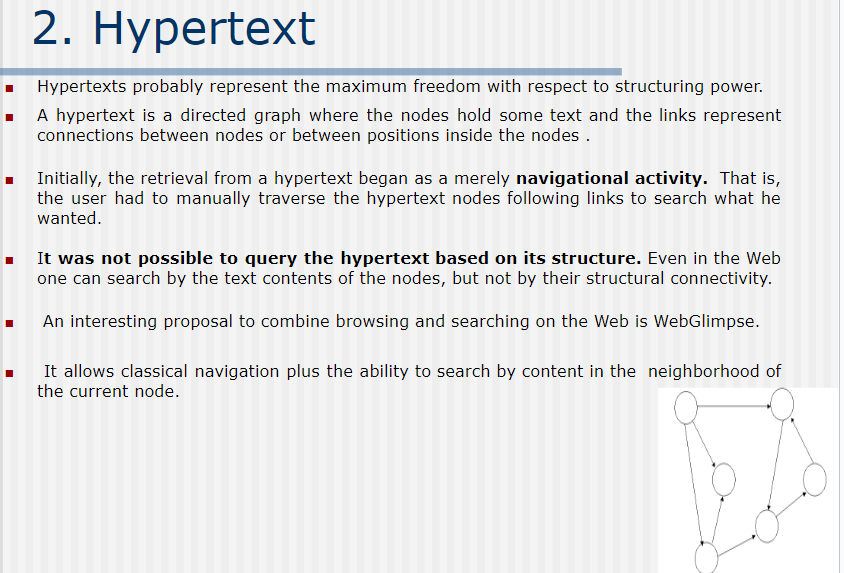 2. Hypertext
Hypertexts probably represent the maximum freedom with respect to structuring power.
A hypertext is a directed graph where the nodes hold some text and the links represent
connections between nodes or between positions inside the nodes .
Initially, the retrieval from a hypertext began as a merely navigational activity. That is,
the user had to manually traverse the hypertext nodes following links to search what he
wanted.
It was not possible to query the hypertext based on its structure. Even in the Web
one can search by the text contents of the nodes, but not by their structural connectivity.
An interesting proposal to combine browsing and searching on the Web is WebGlimpse.
It allows classical navigation plus the ability to search by content in the neighborhood of
the current node.